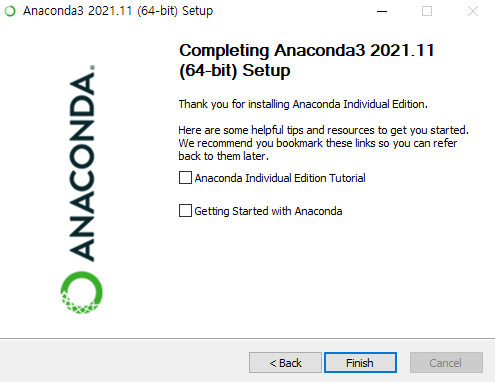 Anaconda3 2021.11 (64-bit) Setup
ANACONDA.
Completing Anaconda3 2021.11
(64-bit) Setup
Thank you for installing Anaconda Individual Edition.
Here are some helpful tips and resources to get you started.
We recommend you bookmark these links so you can refer
back to them later.
Anaconda Individual Edition Tutorial
Getting Started with Anaconda
< Back
Finish
Cancel